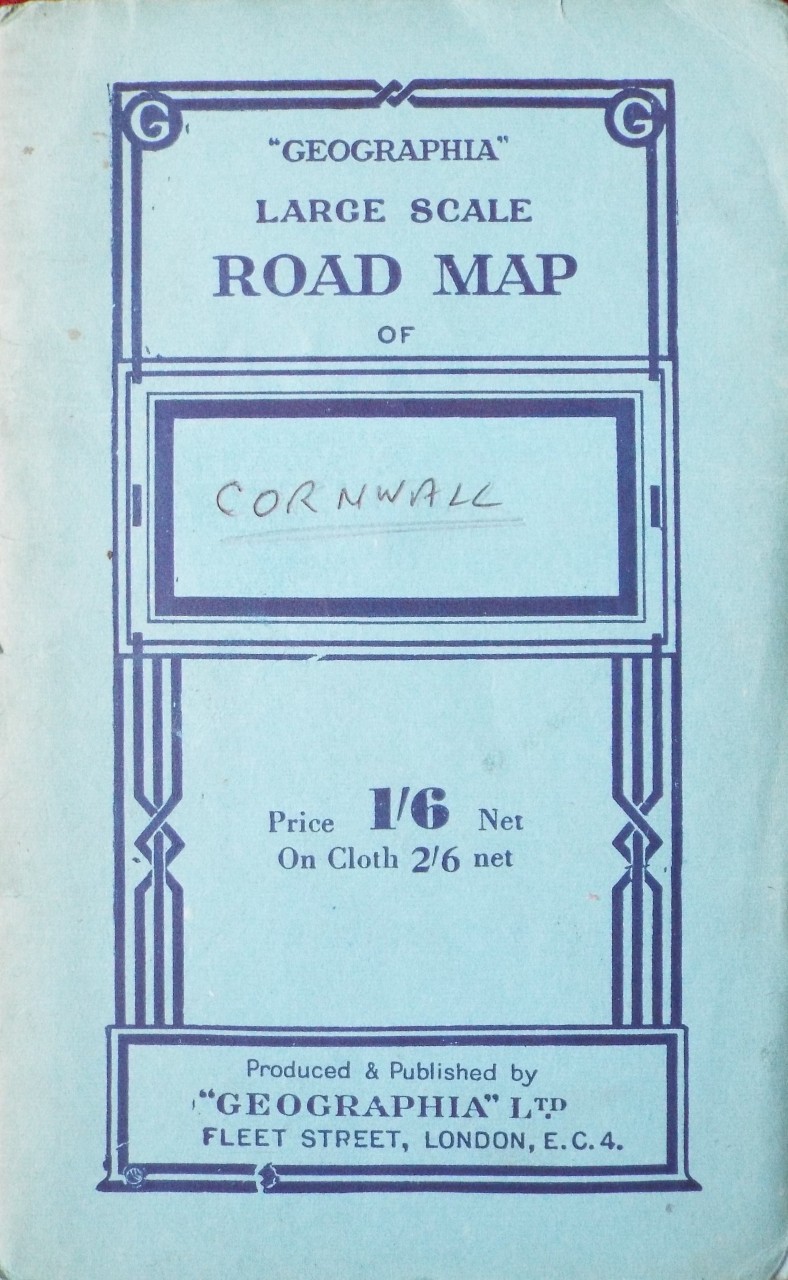 G G
"GEOGRAPHIA"
LARGE SCALE
ROAD MAP
OF
CORNWALL
Price 1/6 Net
On Cloth 2/6 net
Produced & Published by
"GEOGRAPHIA" LTD
FLEET STREET, LONDON, E.C.4.